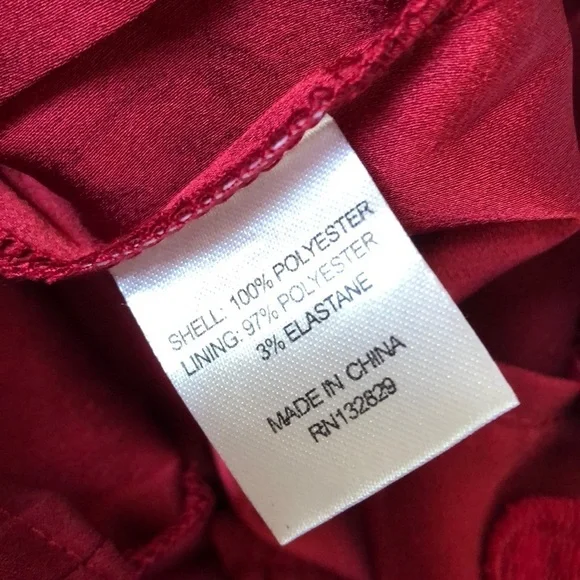 SHELL: 100% POLYESTER
LINING: 97% POLYESTER
3% ELASTANE
MADE IN CHINA
RN132829